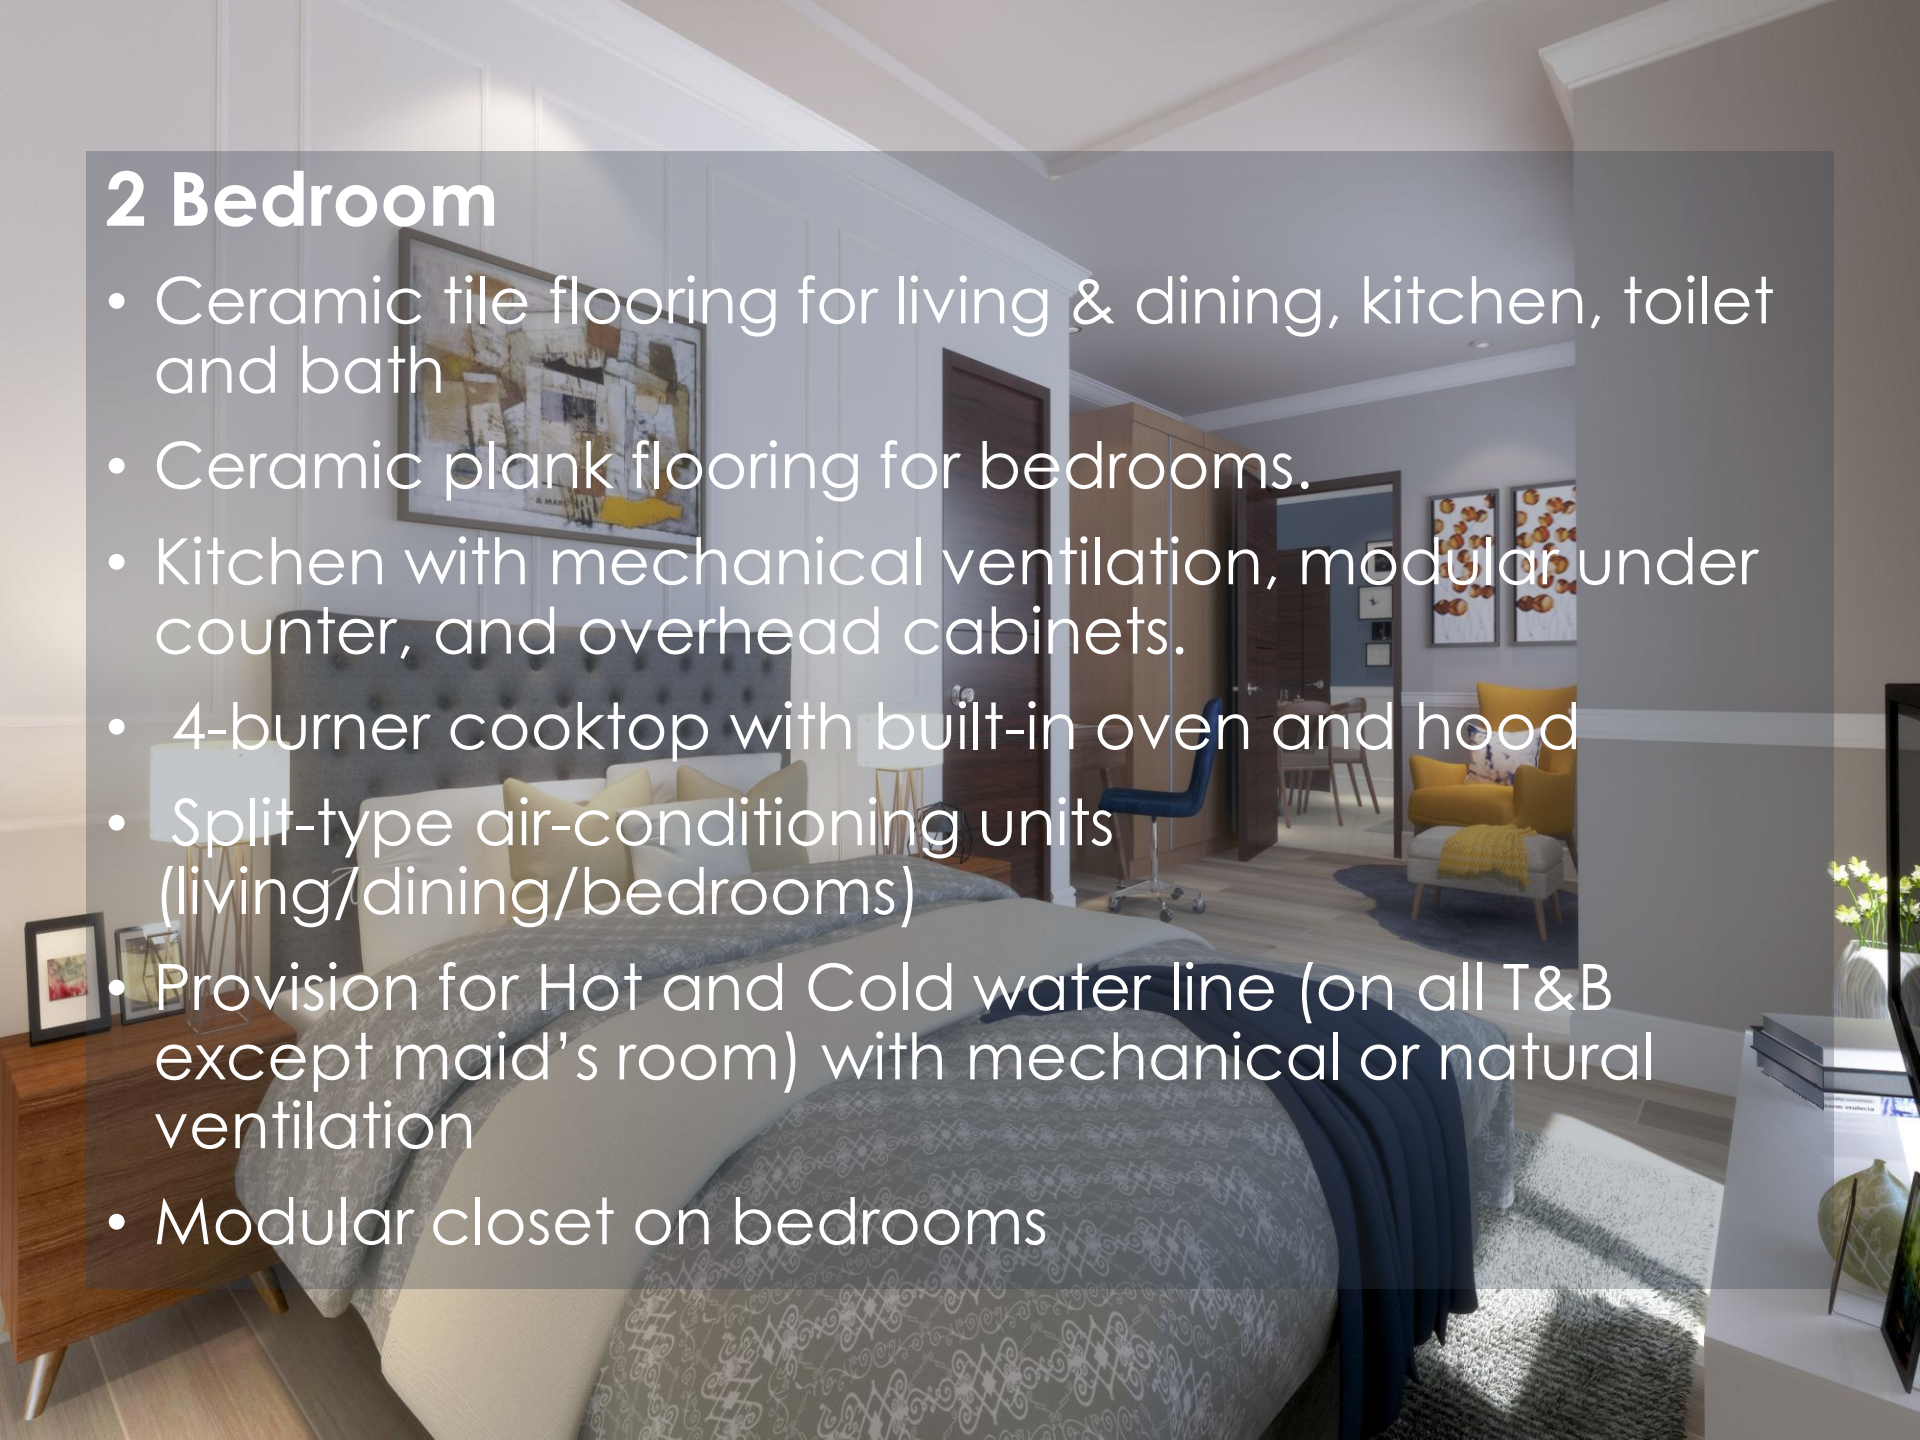 2 Bedroom
• Ceramic tile flooring for living & dining, kitchen, toilet
and bath
• Ceramic plank flooring for bedrooms.
• Kitchen with mechanical ventilation, modular under
counter, and overhead cabinets.
• 4-burner cooktop with built-in oven and hood
• Split-type air-conditioning units
(living/dining/bedrooms)
• Provision for Hot and Cold water line (on all T&B
except maid’s room) with mechanical or natural
ventilation
• Modular closet on bedrooms